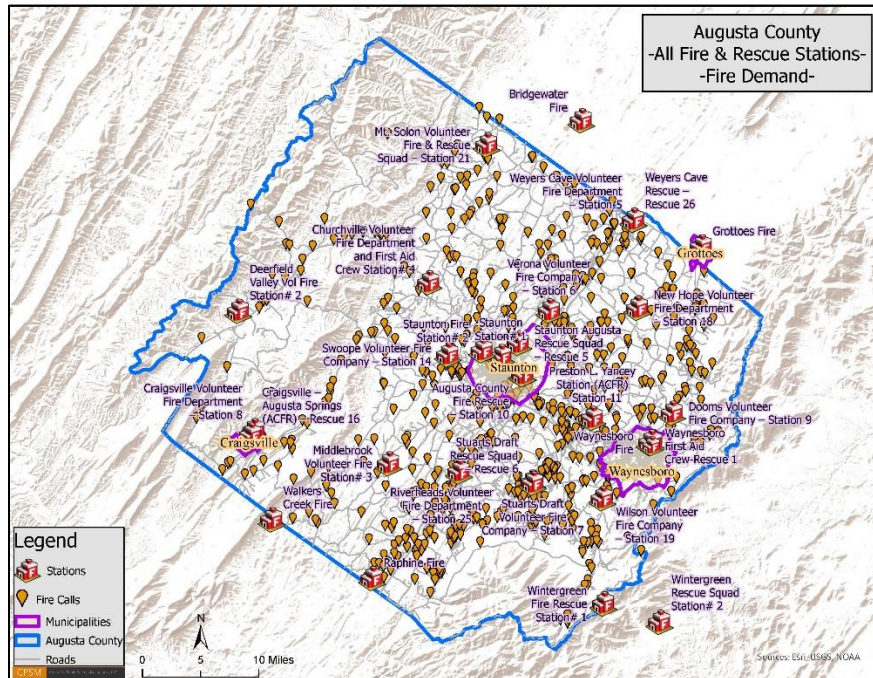 Augusta County
-All Fire & Rescue Stations-
-Fire Demand-
Bridgewater
Fire
Mt. Solon Volunteer
Fire & Rescue
Squad – Station 21
Weyers Cave Volunteer
Fire Department
– Station 5
Weyers Cave
Rescue –
Rescue 26
Grottoes Fire
Grottoes
Churchville Volunteer
Fire Department
and First Aid
Crew Station# 4
Deerfield
Valley Vol Fire
Station# 2
Verona Volunteer
Fire Company
– Station 6
New Hope Volunteer
Fire Department
– Station 18
Staunton Fire
Station# 2
Staunton
Station# 1
Staunton Augusta
Rescue Squad
– Rescue 5
Swoope Volunteer Fire
Company – Station 14
Staunton
Preston L. Yancey
Station (ACFR)
Station-11
Augusta County
Fire Rescue
– Station 10
Craigsville Volunteer
Fire Department
– Station 8
Craigsville –
Augusta Springs
(ACFR) – Rescue 16
Craigsville
Dooms Volunteer
Fire Company – Station 9
Waynesboro
Fire
Waynesboro
First Aid
Crew-Rescue 1
Waynesboro
Middlebrook
Volunteer Fire
Station# 3
Stuarts Draft
Rescue Squad
Rescue 6
Walkers
Creek Fire
Riverheads Volunteer
Fire Department
– Station 25
Stuarts Draft
Volunteer Fire
Company – Station 7
Wilson Volunteer
Fire Company
– Station 19
Raphine Fire
Wintergreen
Fire Rescue
Station# 1
Wintergreen
Rescue Squad
Station# 2
Legend
Stations
Fire Calls
Municipalities
Augusta County
Roads
CPSM
N
0 5 10 Miles
Sources: Esri, USGS, NOAA